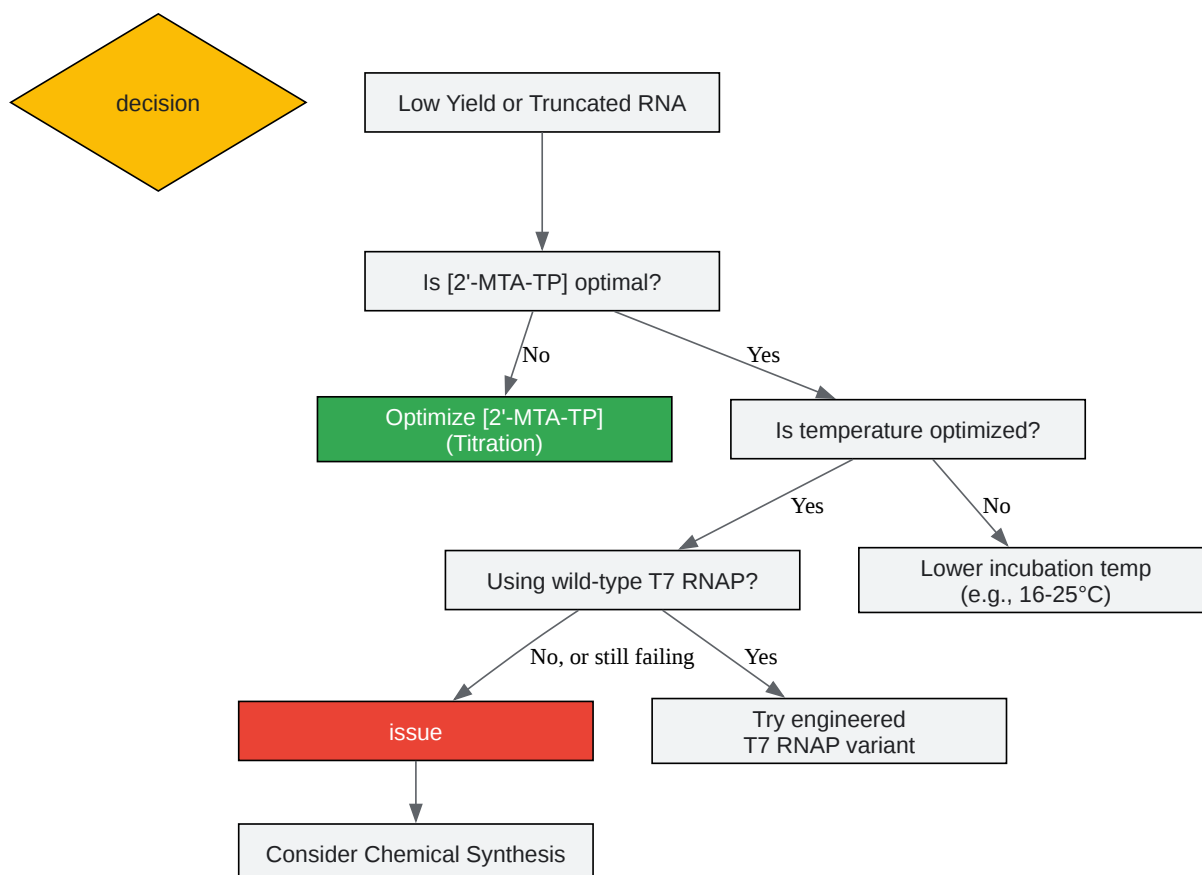 decision
Low Yield or Truncated RNA
Is [2'-MTA-TP] optimal?
No
Yes
Optimize [2'-MTA-TP]
(Titration)
Is temperature optimized?
Yes
No
Using wild-type T7 RNAP?
Lower incubation temp
(e.g., 16-25°C)
No, or still failing
Yes
issue
Try engineered
T7 RNAP variant
Consider Chemical Synthesis